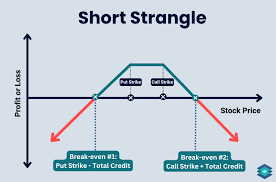 Short Strangle
Profit or Loss
Put Strike
Call Strike
Stock Price
Break-even #1:
Put Strike - Total Credit
Break-even #2:
Call Strike + Total Credit